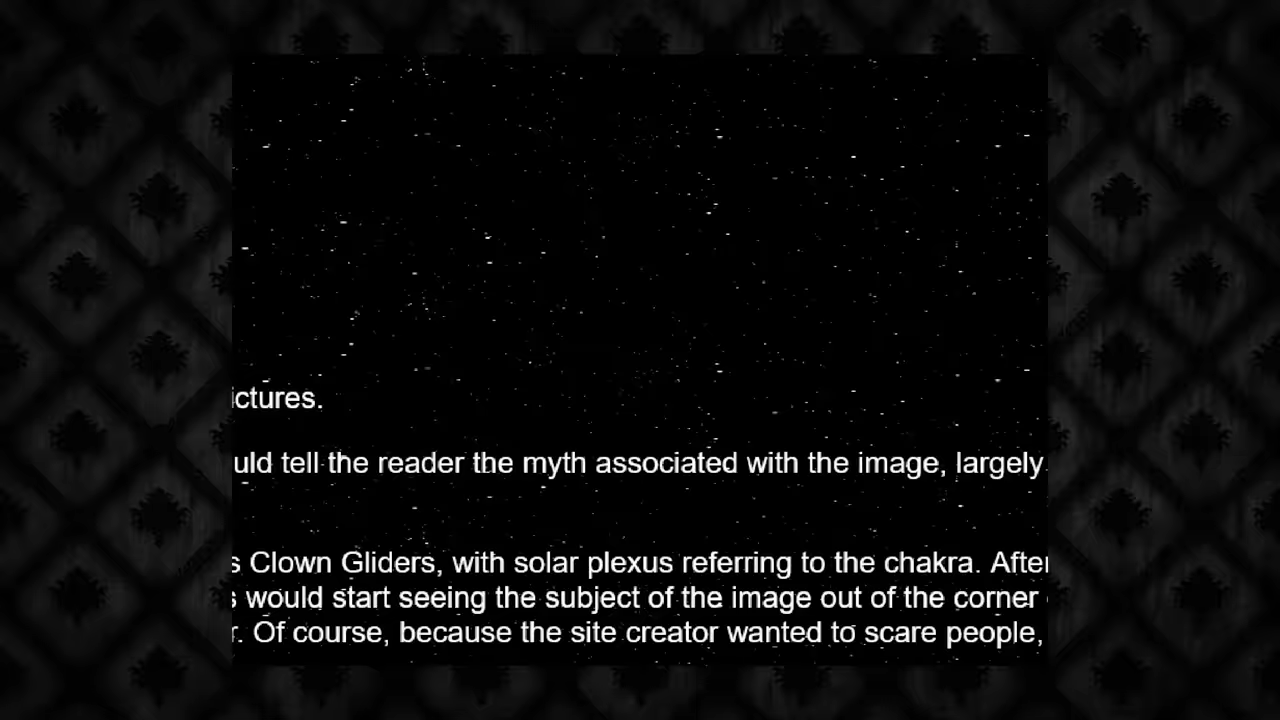 ictures.
uld tell the reader the myth associated with the image, largely
s Clown Gliders, with solar plexus referring to the chakra. After
s would start seeing the subject of the image out of the corner
r. Of course, because the site creator wanted to scare people,